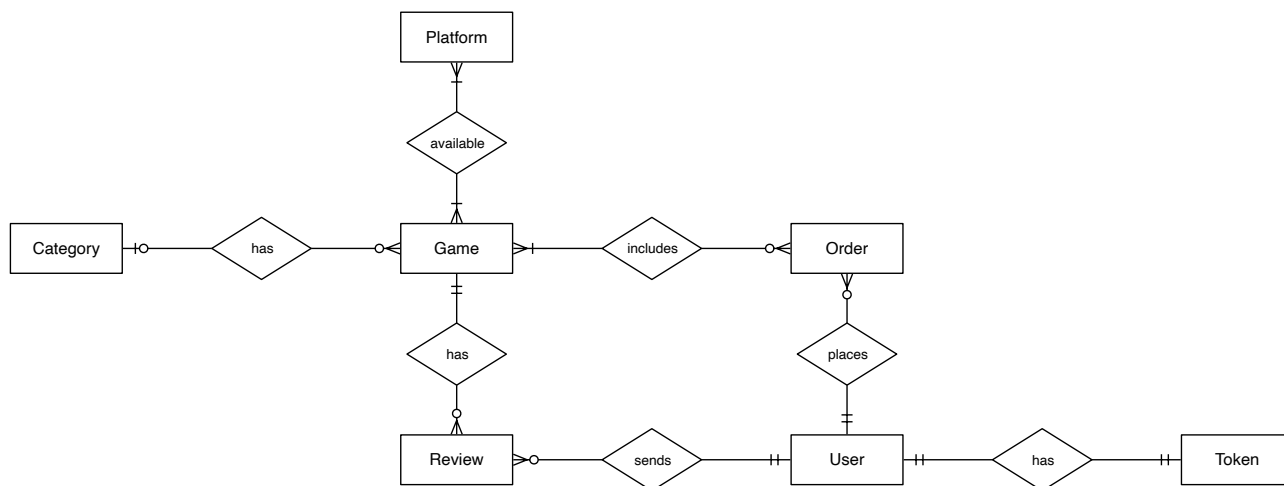 Platform
available
Category
has
Game
includes
Order
has
places
Review
sends
User
has
Token